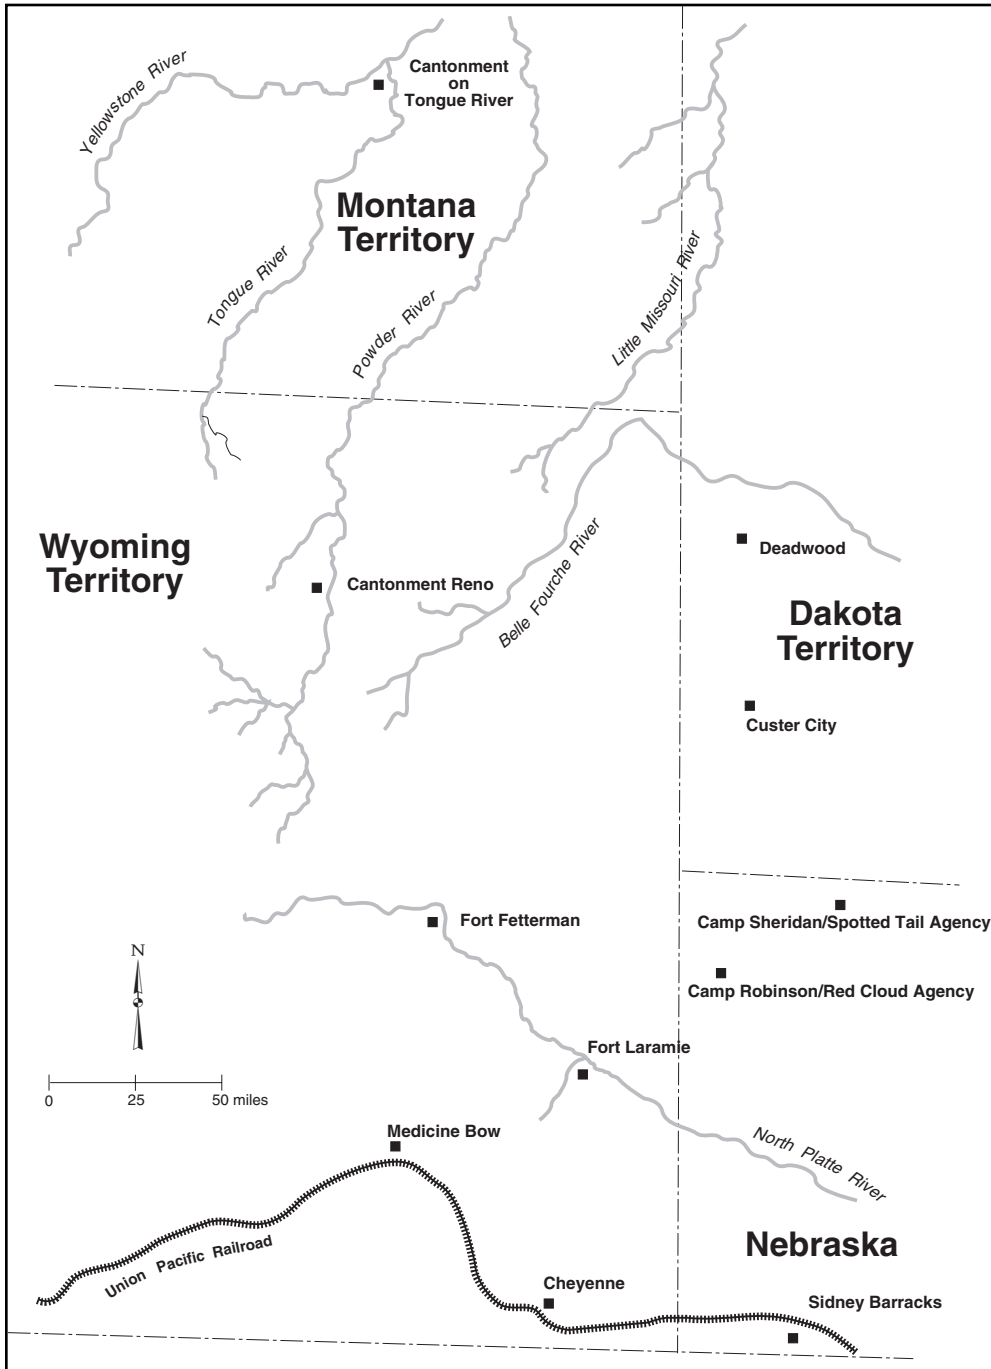 Yellowstone River
Cantonment
on
Tongue River
Montana
Territory
Tongue River
Powder River
Little Missouri River
Wyoming
Territory
Cantonment Reno
Belle Fourche River
Deadwood
Dakota
Territory
Custer City
Fort Fetterman
Camp Sheridan/Spotted Tail Agency
N
Camp Robinson/Red Cloud Agency
Fort Laramie
0 25 50 miles
Medicine Bow
North Platte River
Union Pacific Railroad
Nebraska
Cheyenne
Sidney Barracks